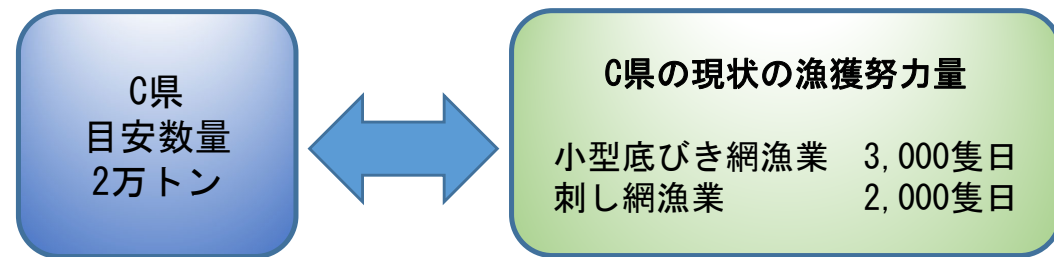 C県
目安数量
2万トン
C県の現状の漁獲努力量
小型底びき網漁業 3,000隻日
刺し網漁業 2,000隻日